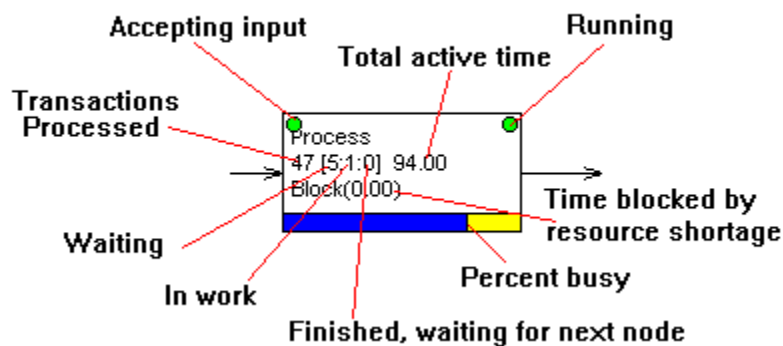 Accepting input
Running
Total active time
Transactions
Processed
Process
47 [5:1:0] 94.00
Block(0.00)
Time blocked by
resource shortage
Waiting
Percent busy
In work
Finished, waiting for next node